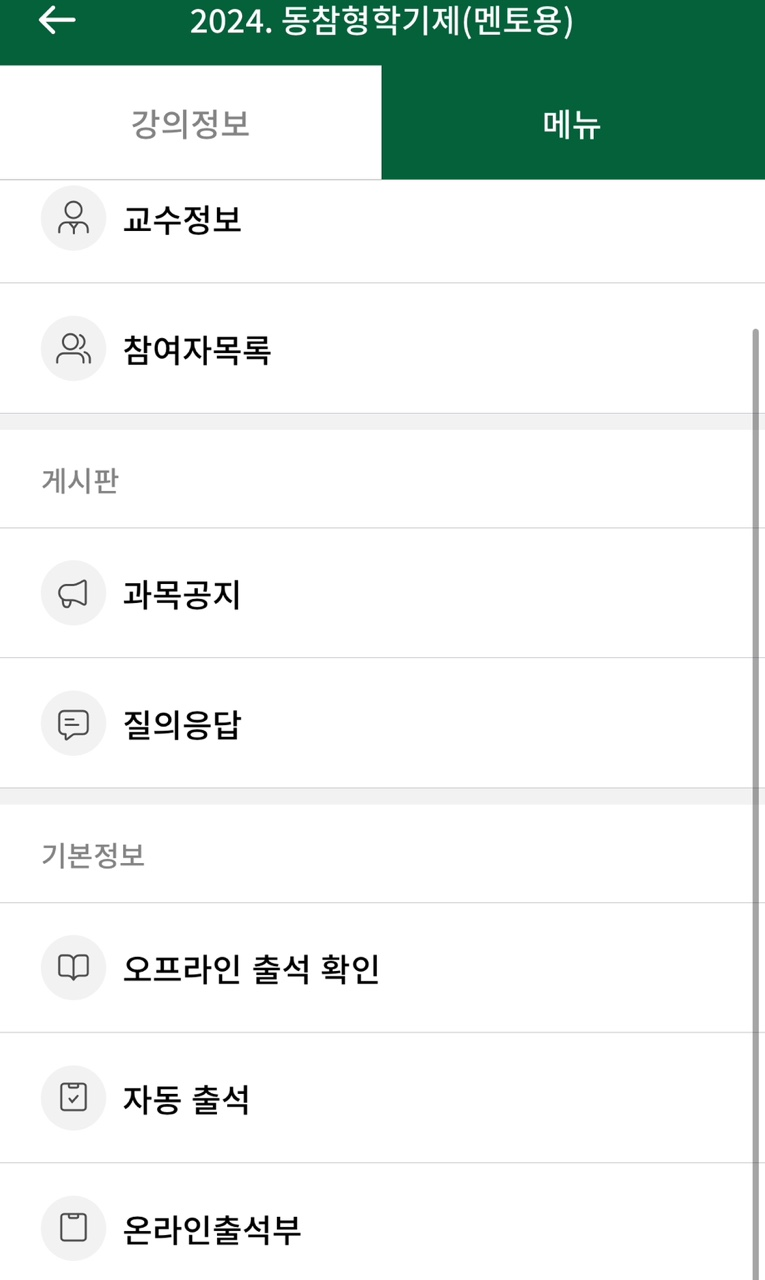 2024. 동참형학기제(멘토용)
강의정보
메뉴
교수정보
참여자목록
게시판
과목공지
질의응답
기본정보
오프라인 출석 확인
자동 출석
온라인출석부